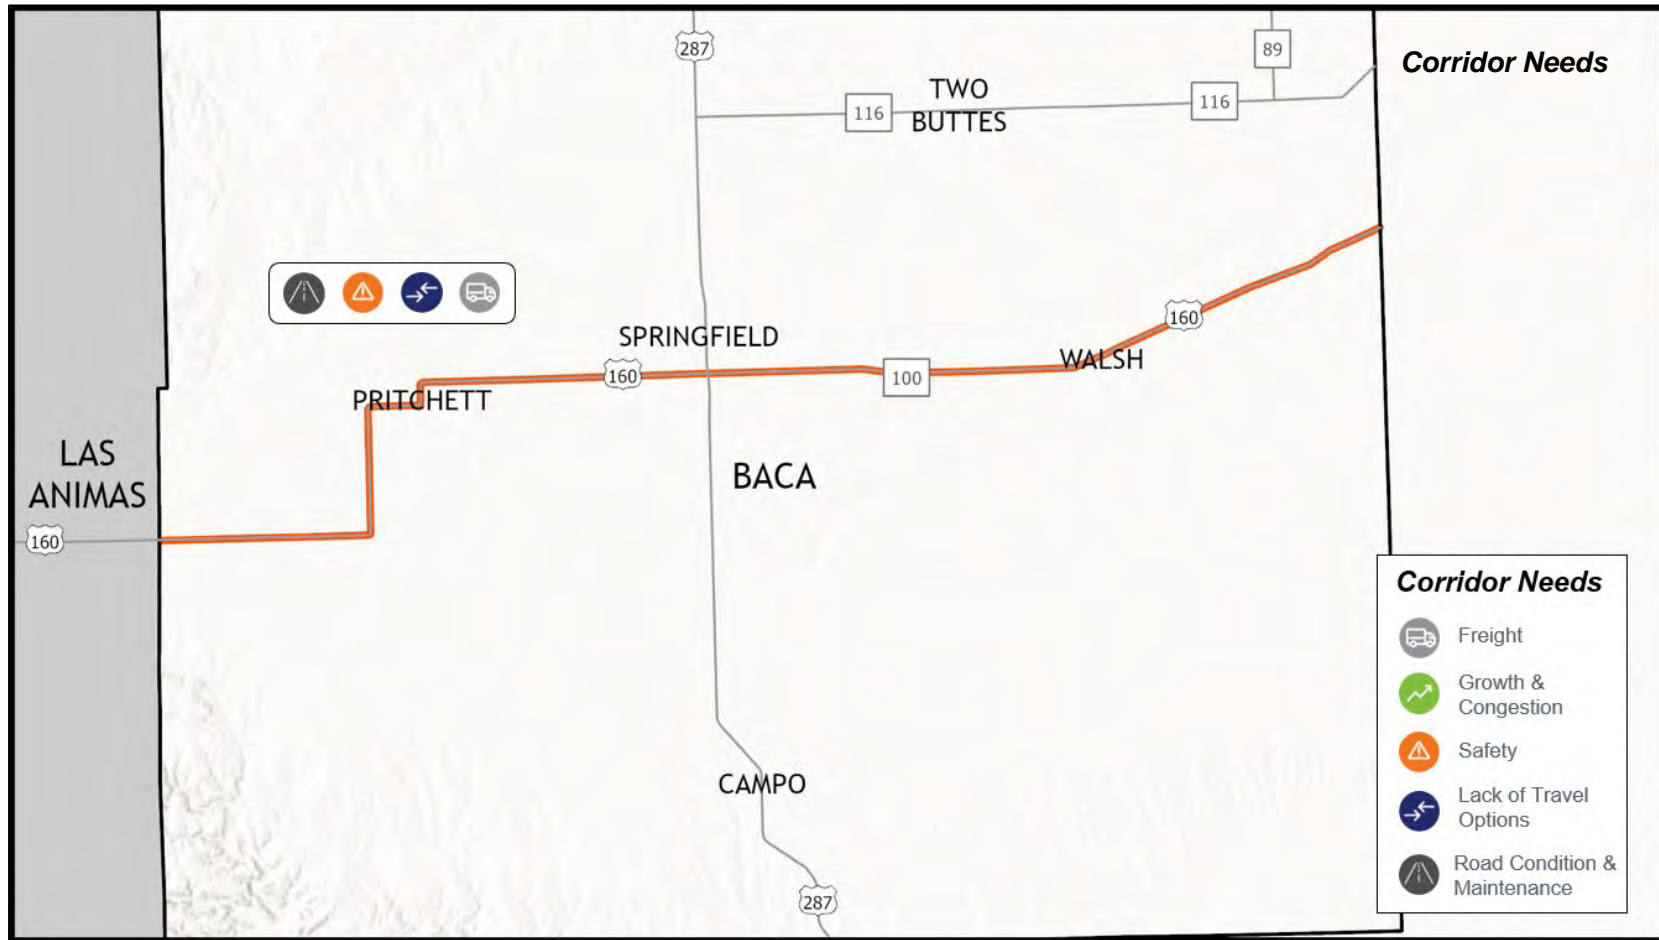 287
89
Corridor Needs
TWO
BUTTES
116
116
SPRINGFIELD
160
WALSH
160
100
PRITCHETT
LAS
ANIMAS
BACA
160
CAMPO
287
Corridor Needs
Freight
Growth &
Congestion
Safety
Lack of Travel
Options
Road Condition &
Maintenance